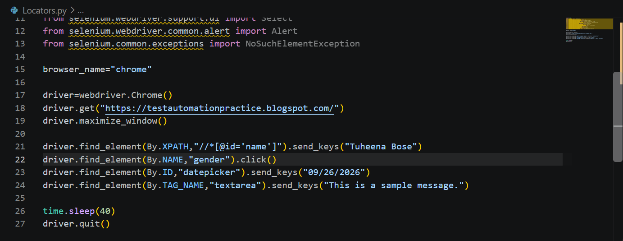 Locators.py > ...
11 from selenium.webdriver.support.ui import Select
12 from selenium.webdriver.common.alert import Alert
13 from selenium.common.exceptions import NoSuchElementException
14
15 browser_name="chrome"
16
17 driver=webdriver.Chrome()
18 driver.get("https://testautomationpractice.blogspot.com/")
19 driver.maximize_window()
20
21 driver.find_element(By.XPATH,"//*[@id='name']").send_keys("Tuheena Bose")
22 driver.find_element(By.NAME,"gender").click()
23 driver.find_element(By.ID,"datepicker").send_keys("09/26/2026")
24 driver.find_element(By.TAG_NAME,"textarea").send_keys("This is a sample message.")
25
26 time.sleep(40)
27 driver.quit()